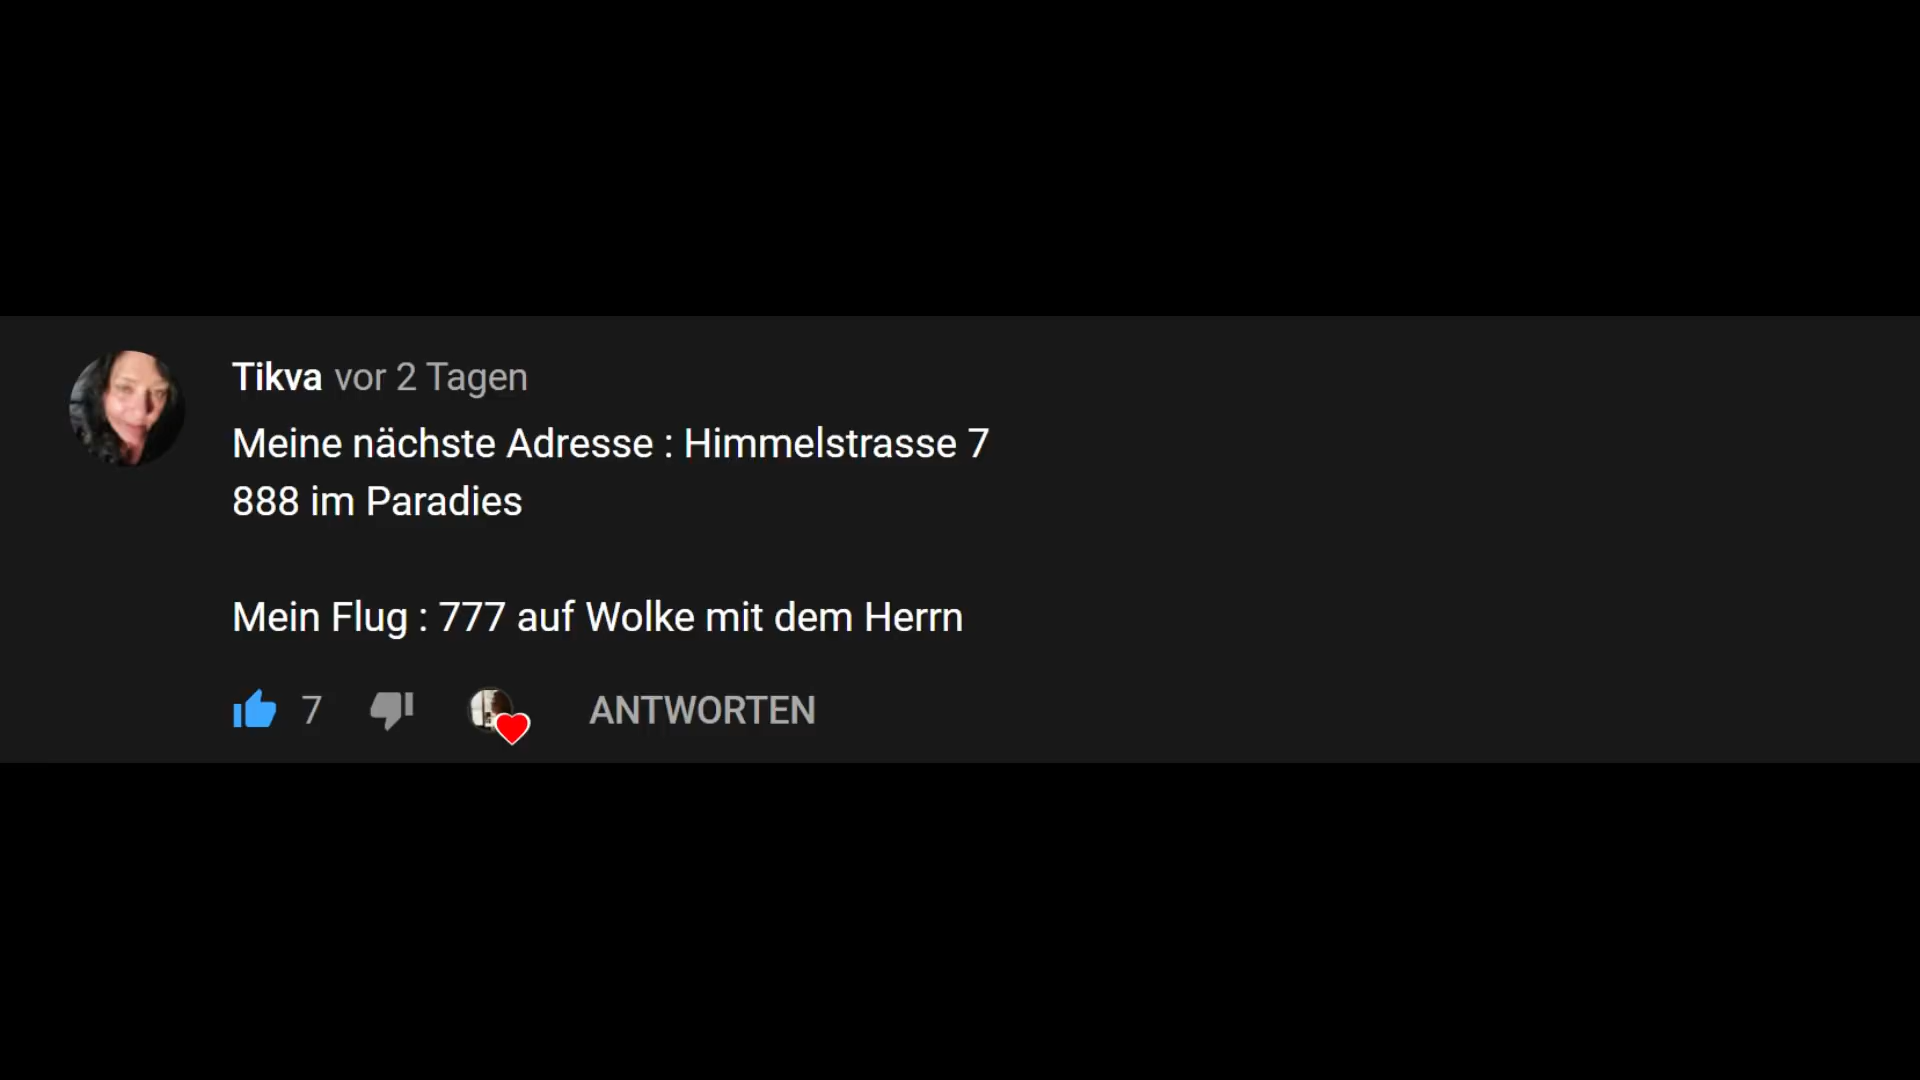 Tikva vor 2 Tagen
Meine nächste Adresse : Himmelstrasse 7
888 im Paradies
Mein Flug : 777 auf Wolke mit dem Herrn
7 ANTWORTEN